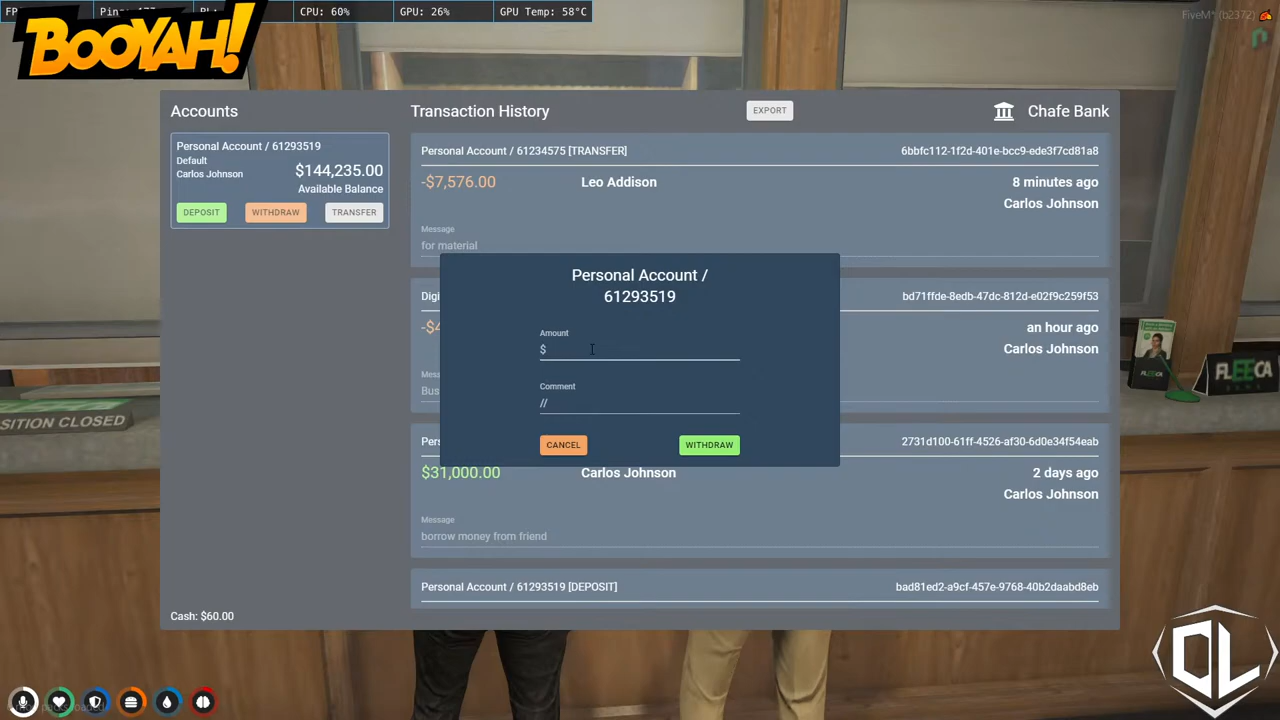 CPU: 60%
GPU: 26%
GPU Temp: 58°C
FiveM® (b2372)
BOOYAH!
Accounts
Transaction History
EXPORT
Chafe Bank
Personal Account / 61293519
Default
Carlos Johnson
$144,235.00
Available Balance
DEPOSIT
WITHDRAW
TRANSFER
Personal Account / 61234575 [TRANSFER]
6bbfc112-1f2d-401e-bcc9-ede3f7cd81a8
-$7,576.00
Leo Addison
8 minutes ago
Carlos Johnson
Message
for material
Personal Account /
61293519
Amount
$
Comment
//
CANCEL
WITHDRAW
bd71ffde-8edb-47dc-812d-e02f9c259f53
an hour ago
Carlos Johnson
2731d100-61ff-4526-af30-6d0e34f54eab
$31,000.00
Carlos Johnson
2 days ago
Carlos Johnson
Message
borrow money from friend
Personal Account / 61293519 [DEPOSIT]
bad81ed2-a9cf-457e-9768-40b2daabd8eb
Cash: $60.00
SITION CLOSED
FLEECA
DL